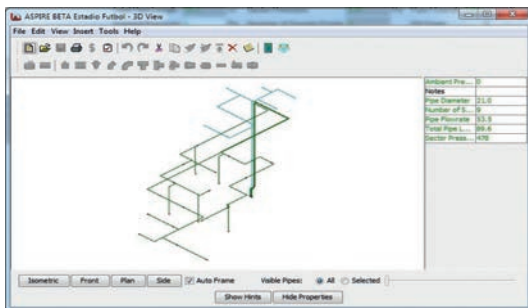 ASPIRE BETA Estadio Futbol - 3D View
File Edit View Insert Tools Help
Ambient Pre... 0
Notes
Pipe Diameter 21.0
Number of S... 9
Pipe Flowrate 53.5
Total Pipe L...
Sector Press... 470
Isometric Front Plan Side Auto Frame Visible Pipes: All Selected
Show Hints Hide Properties